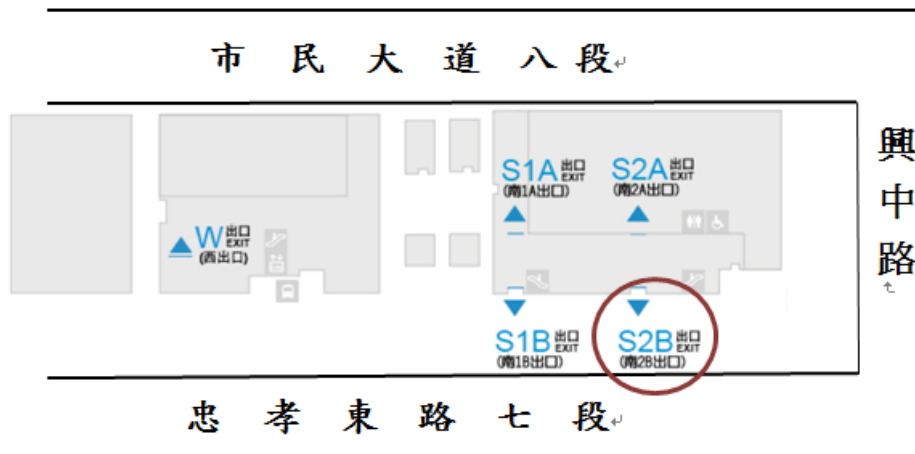 市民大道八段
興中路
S1A 出口 EXIT
(南1A出口)
S2A 出口 EXIT
(南2A出口)
W 出口 EXIT
(西出口)
S1B 出口 EXIT
(南1B出口)
S2B 出口 EXIT
(南2B出口)
忠孝東路七段